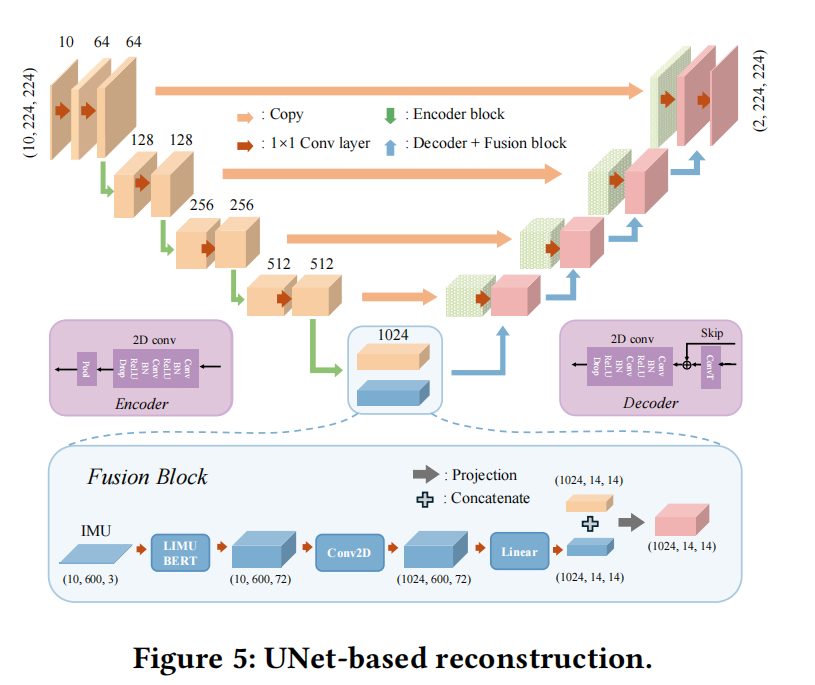 10 64 64
(10, 224, 224)
(2, 224, 224)
: Copy
: Encoder block
: 1×1 Conv layer
: Decoder + Fusion block
128 128
256 256
512 512
1024
2D conv
Conv
BN
ReLU
Conv
BN
ReLU
Drop
Pool
Encoder
2D conv
Skip
ConvT
Conv
BN
ReLU
Conv
BN
ReLU
Drop
Decoder
Fusion Block
: Projection
: Concatenate
(1024, 14, 14)
IMU
LIMU
BERT
Conv2D
Linear
(10, 600, 3)
(10, 600, 72)
(1024, 600, 72)
(1024, 14, 14)
(1024, 14, 14)
Figure 5: UNet-based reconstruction.